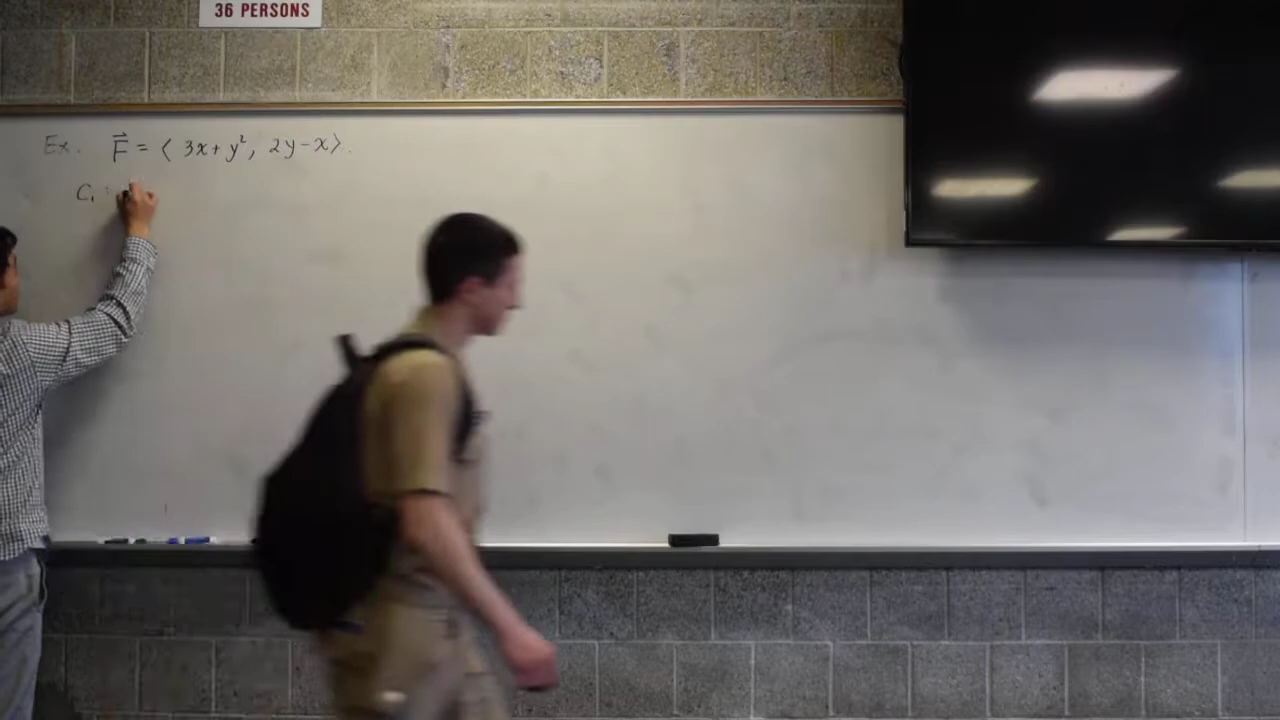 36 PERSONS
Ex. F⃗ = ⟨ 3x + y², 2y - x⟩.
C₁ :